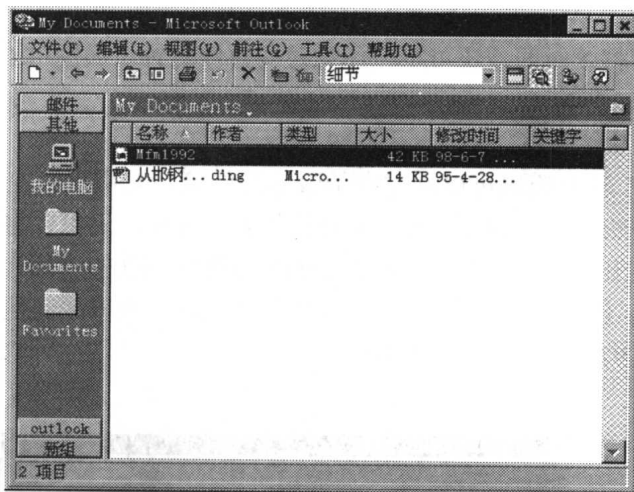 My Documents - Microsoft Outlook
文件(F) 编辑(E) 视图(V) 前往(G) 工具(T) 帮助(H)
细节
邮件
其他
我的电脑
My Documents
Favorites
outlook
新组
My Documents
名称 作者 类型 大小 修改时间 关键字
Mfm1992 42 KB 98-6-7 ...
从邯钢... ding Micro... 14 KB 95-4-28...
2 项目